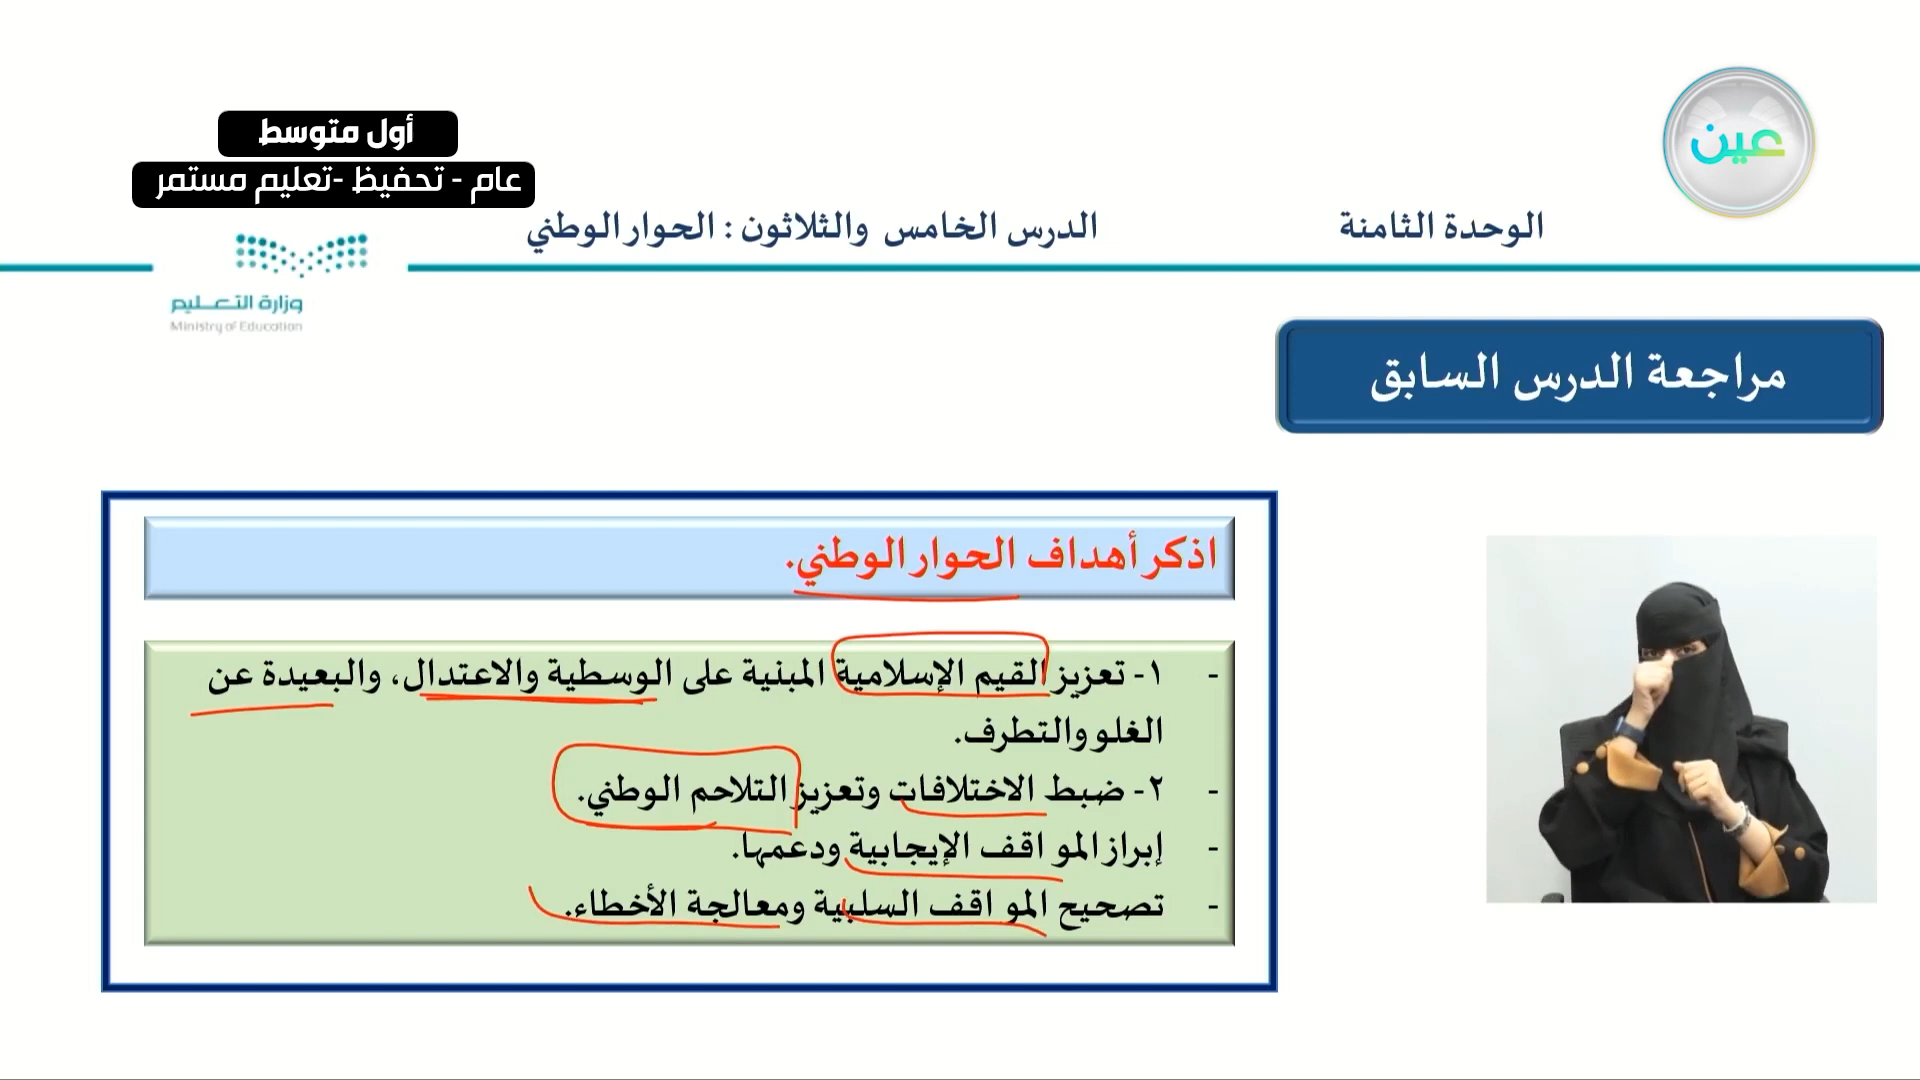 عين
أول متوسط
عام - تحفيظ -تعليم مستمر
الوحدة الثامنة
الدرس الخامس والثلاثون : الحوار الوطني
وزارة التعـــليم
Ministry of Education
مراجعة الدرس السابق
اذكر أهداف الحوار الوطني.
- ١- تعزيز القيم الإسلامية المبنية على الوسطية والاعتدال، والبعيدة عن
الغلو والتطرف.
- ٢- ضبط الاختلافات وتعزيز التلاحم الوطني.
- إبراز المواقف الإيجابية ودعمها.
- تصحيح المواقف السلبية ومعالجة الأخطاء.